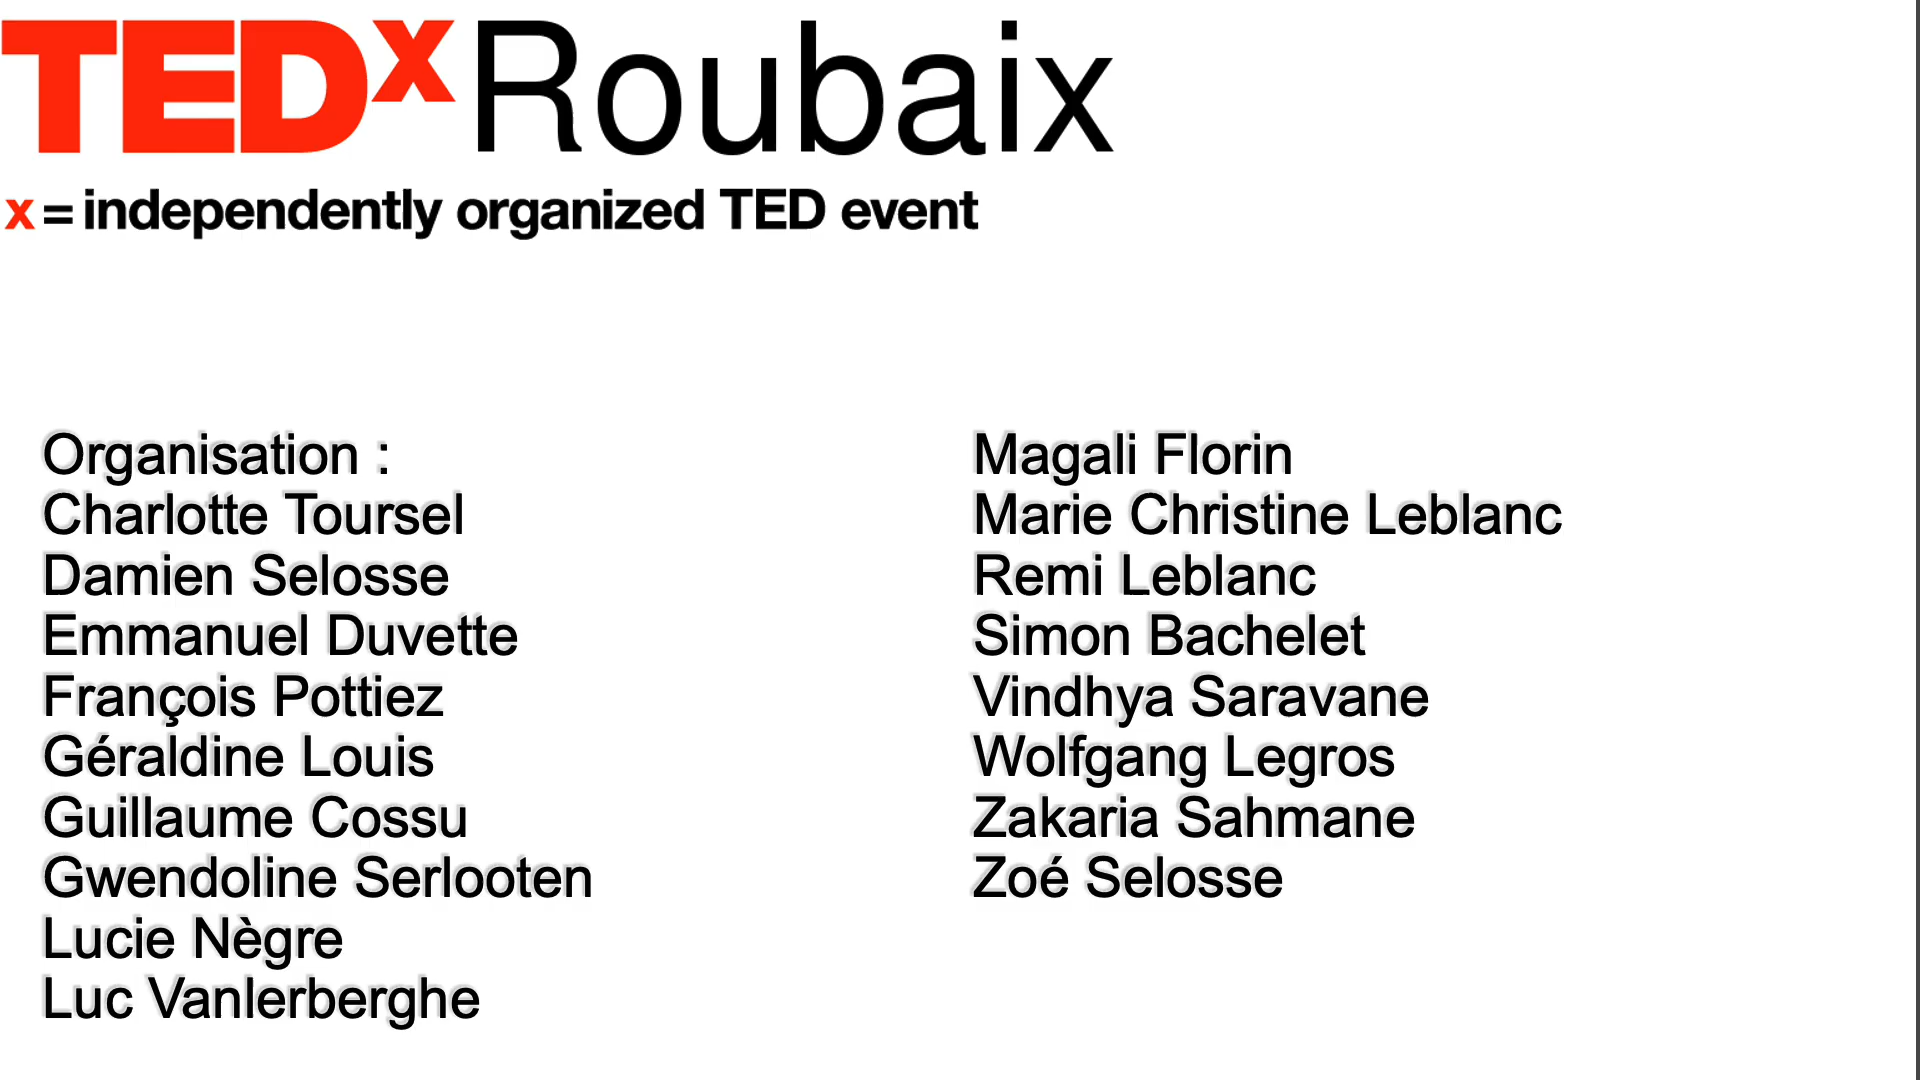 TEDx Roubaix
x = independently organized TED event
Organisation :
Charlotte Toursel
Damien Selosse
Emmanuel Duvette
François Pottiez
Géraldine Louis
Guillaume Cossu
Gwendoline Serlooten
Lucie Nègre
Luc Vanlerberghe
Magali Florin
Marie Christine Leblanc
Remi Leblanc
Simon Bachelet
Vindhya Saravane
Wolfgang Legros
Zakaria Sahmane
Zoé Selosse